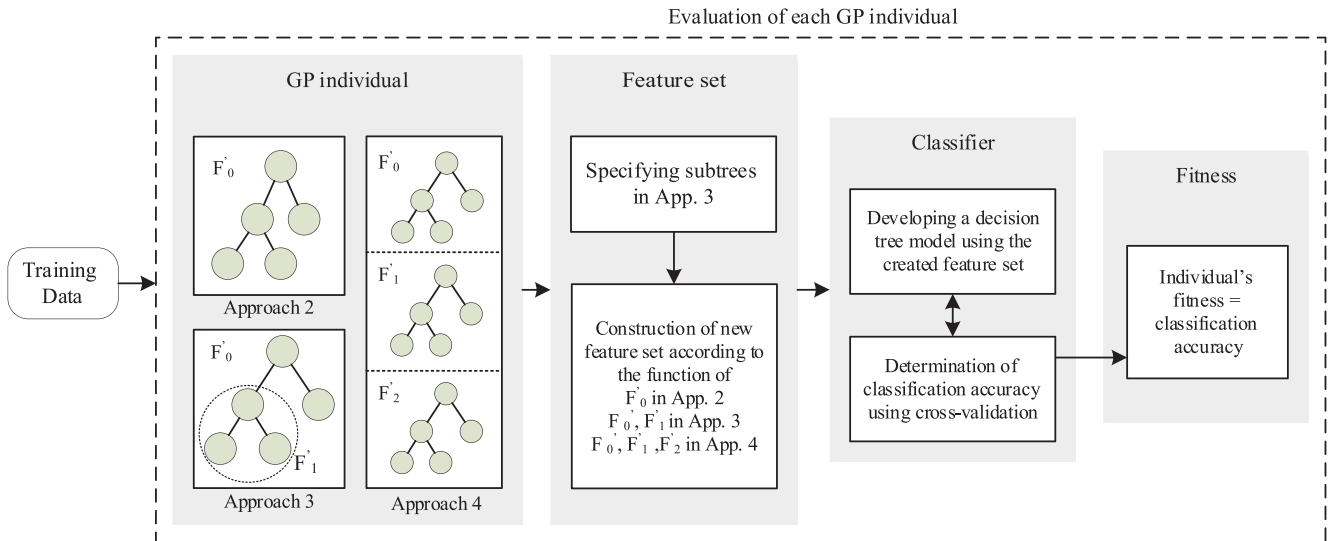 Evaluation of each GP individual
Training
Data
GP individual
F'0
Approach 2
F'0
F'1
Approach 3
F'0
F'1
F'2
Approach 4
Feature set
Specifying subtrees
in App. 3
Construction of new
feature set according to
the function of
F'0 in App. 2
F'0, F'1 in App. 3
F'0, F'1 ,F'2 in App. 4
Classifier
Developing a decision
tree model using the
created feature set
Determination of
classification accuracy
using cross-validation
Fitness
Individual's
fitness =
classification
accuracy